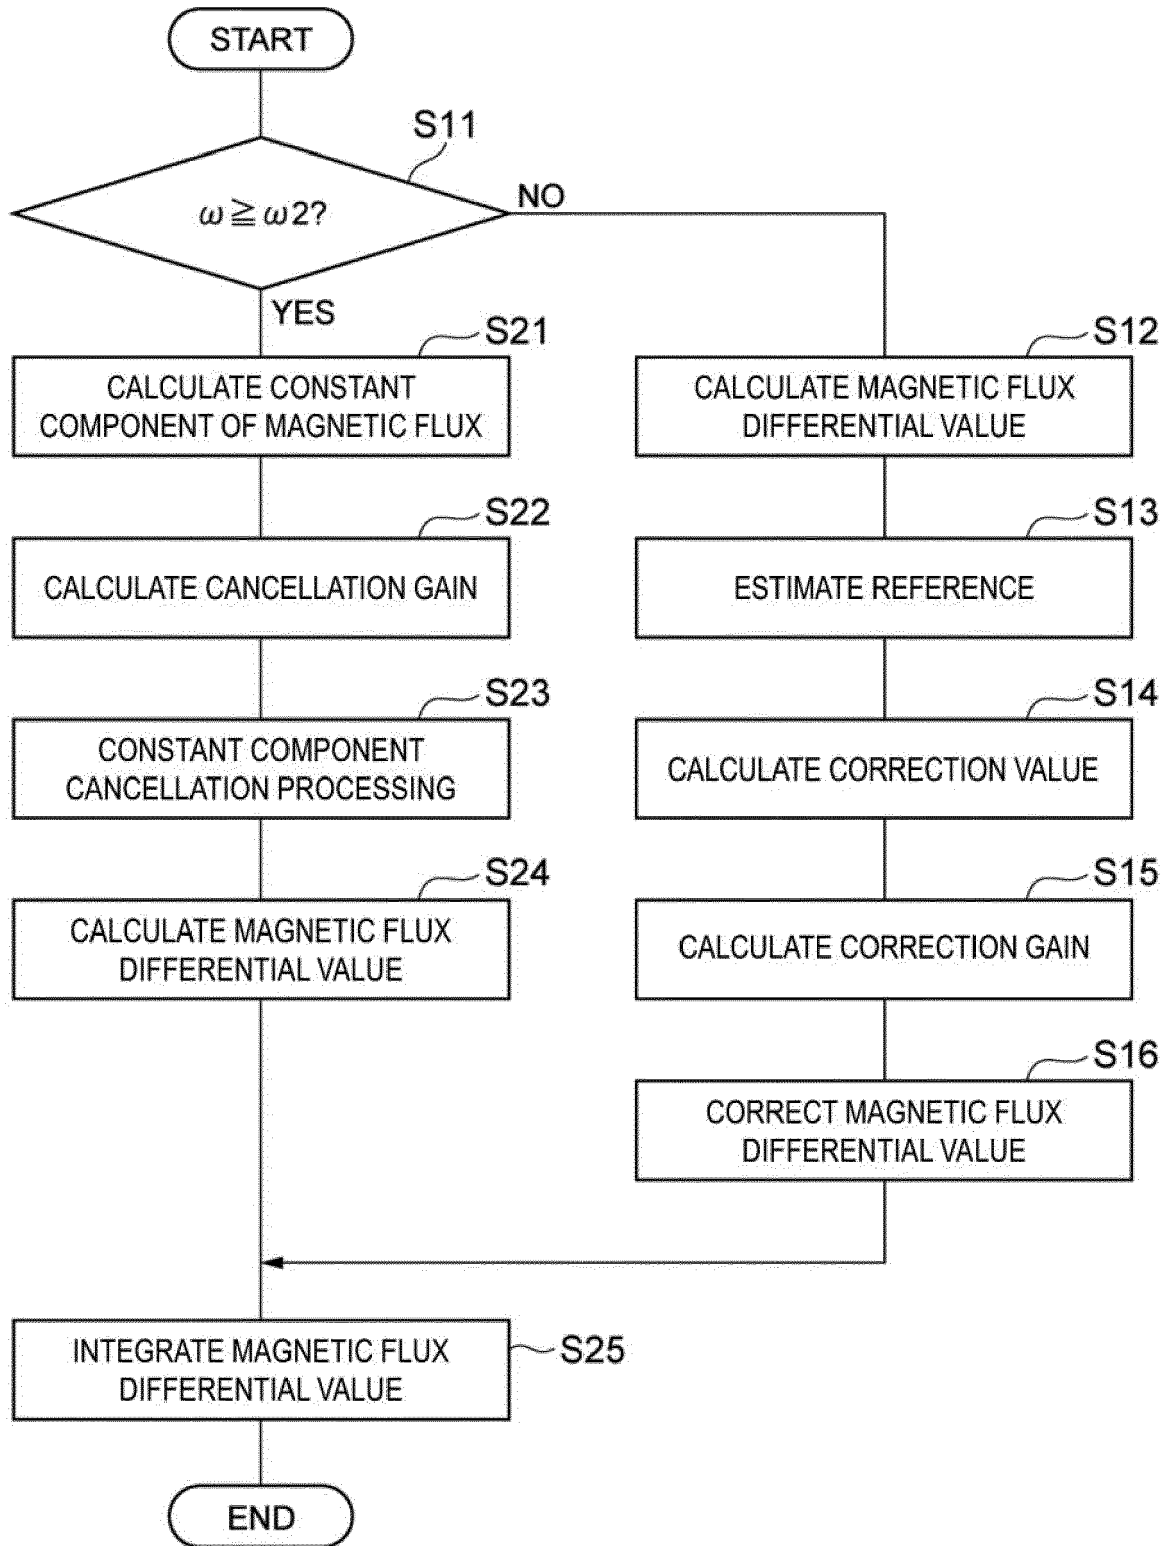 START
S11
ω≧ω2?
NO
YES
S21
CALCULATE CONSTANT
COMPONENT OF MAGNETIC FLUX
S22
CALCULATE CANCELLATION GAIN
S23
CONSTANT COMPONENT
CANCELLATION PROCESSING
S24
CALCULATE MAGNETIC FLUX
DIFFERENTIAL VALUE
S12
CALCULATE MAGNETIC FLUX
DIFFERENTIAL VALUE
S13
ESTIMATE REFERENCE
S14
CALCULATE CORRECTION VALUE
S15
CALCULATE CORRECTION GAIN
S16
CORRECT MAGNETIC FLUX
DIFFERENTIAL VALUE
INTEGRATE MAGNETIC FLUX
DIFFERENTIAL VALUE
S25
END